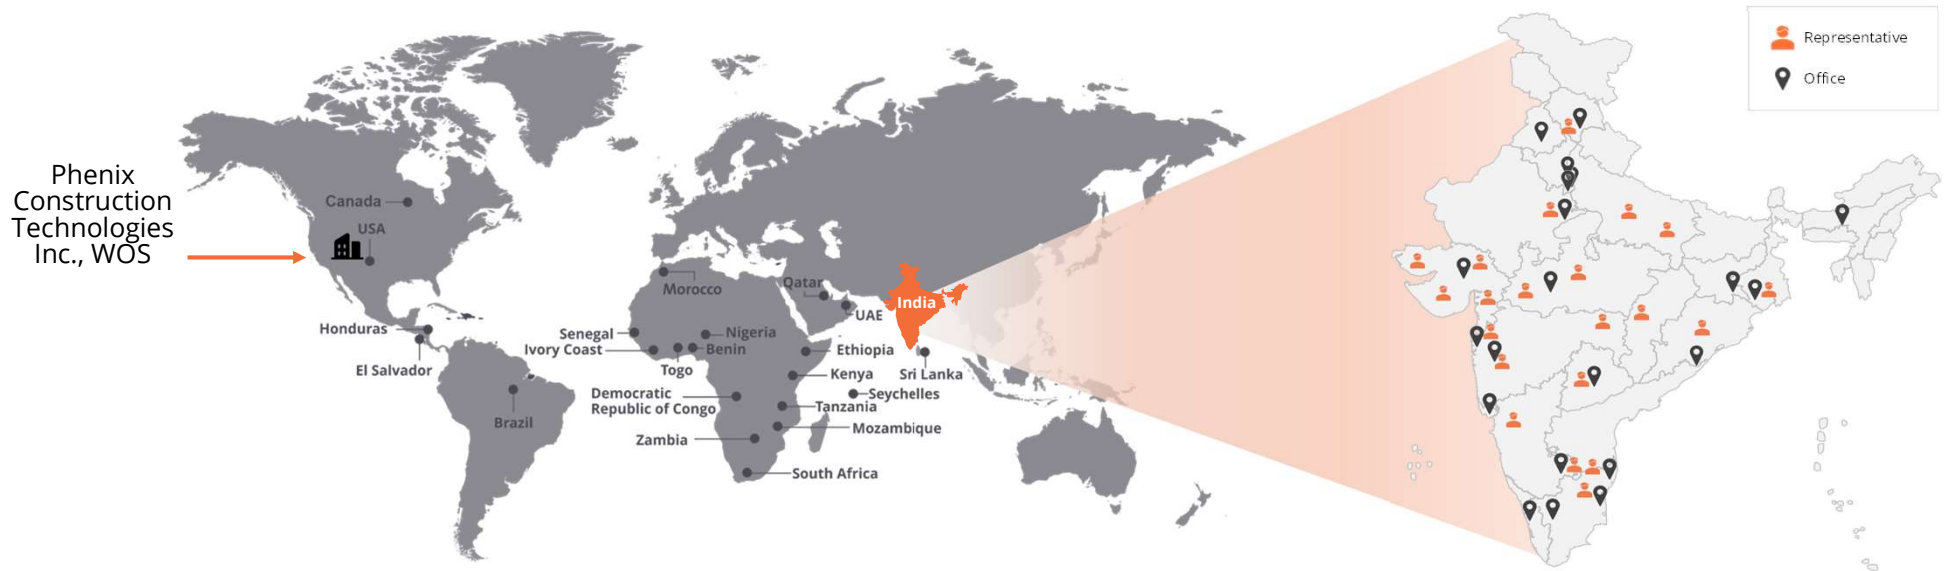 Phenix
Construction
Technologies
Inc., WOS
Canada
USA
Honduras
El Salvador
Brazil
Morocco
Qatar
UAE
India
Senegal
Nigeria
Ivory Coast
Benin
Togo
Ethiopia
Kenya
Sri Lanka
Democratic
Republic of Congo
Seychelles
Tanzania
Mozambique
Zambia
South Africa
Representative
Office